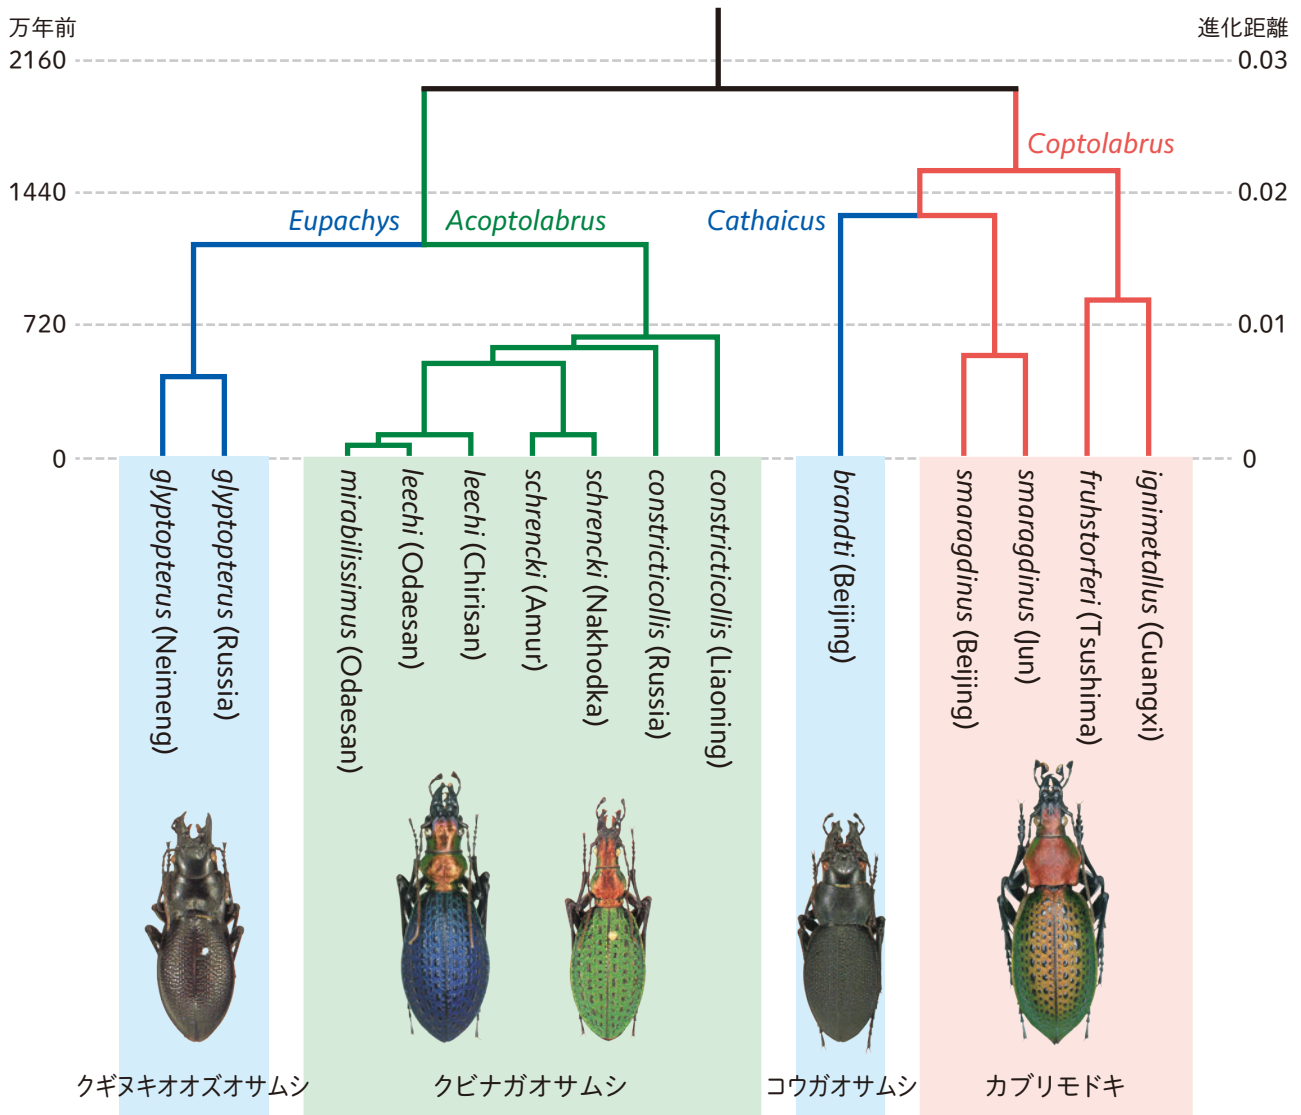 万年前
進化距離
2160
0.03
Coptolabrus
1440
0.02
Eupachys
Acoptolabrus
Cathaicus
720
0.01
0
0
glyptopterus (Neimeng)
glyptopterus (Russia)
mirabilissimus (Odaesan)
leechi (Odaesan)
leechi (Chirisan)
schrencki (Amur)
schrencki (Nakhodka)
constricticollis (Russia)
constricticollis (Liaoning)
brandti (Beijing)
smaragdinus (Beijing)
smaragdinus (Jun)
fruhstorferi (Tsushima)
ignimetallus (Guangxi)
クギヌキオオズオサムシ
クビナガオサムシ
コウガオサムシ
カブリモドキ